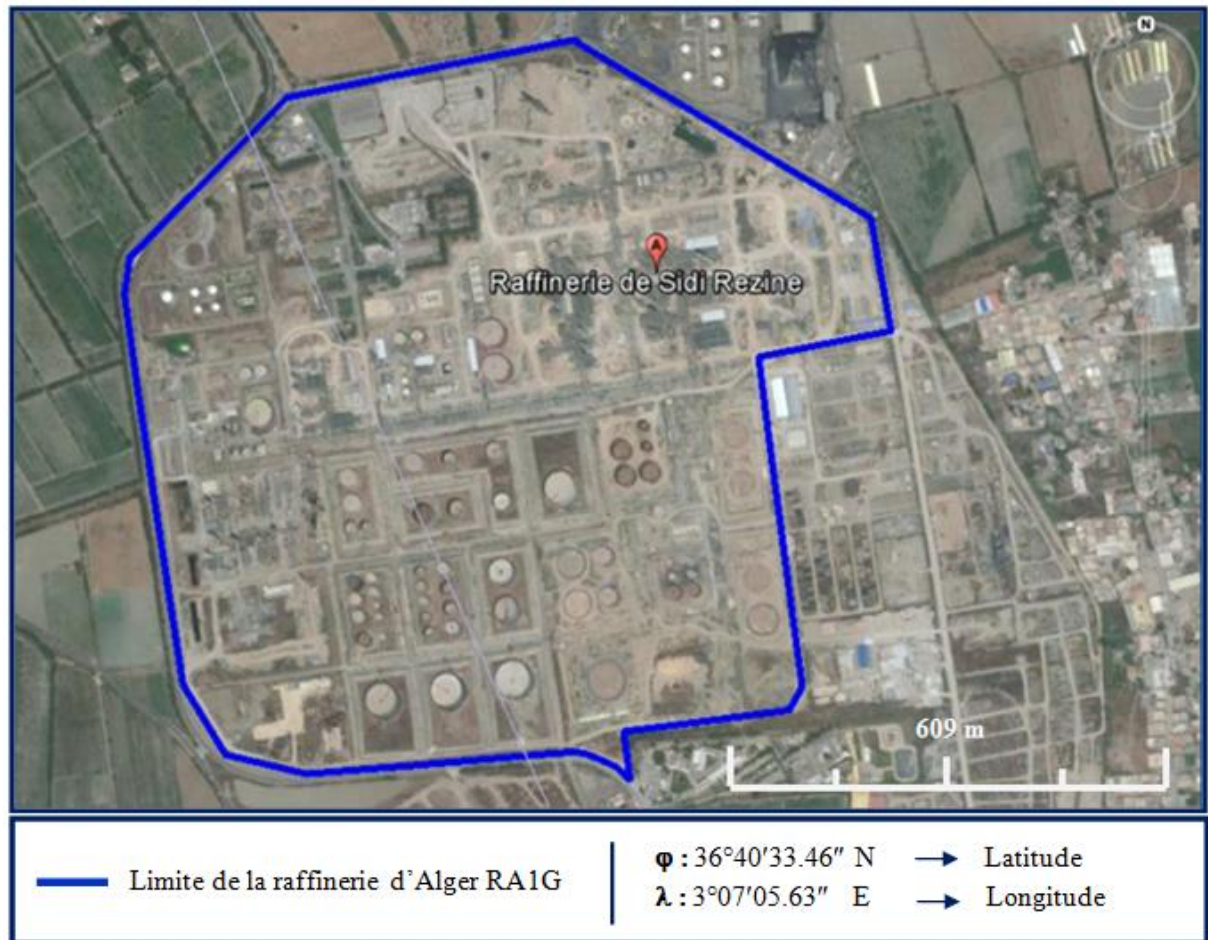 N
A
Raffinerie de Sidi Rezine
609 m
Limite de la raffinerie d’Alger RA1G
φ : 36°40′33.46″ N → Latitude
λ : 3°07′05.63″ E → Longitude